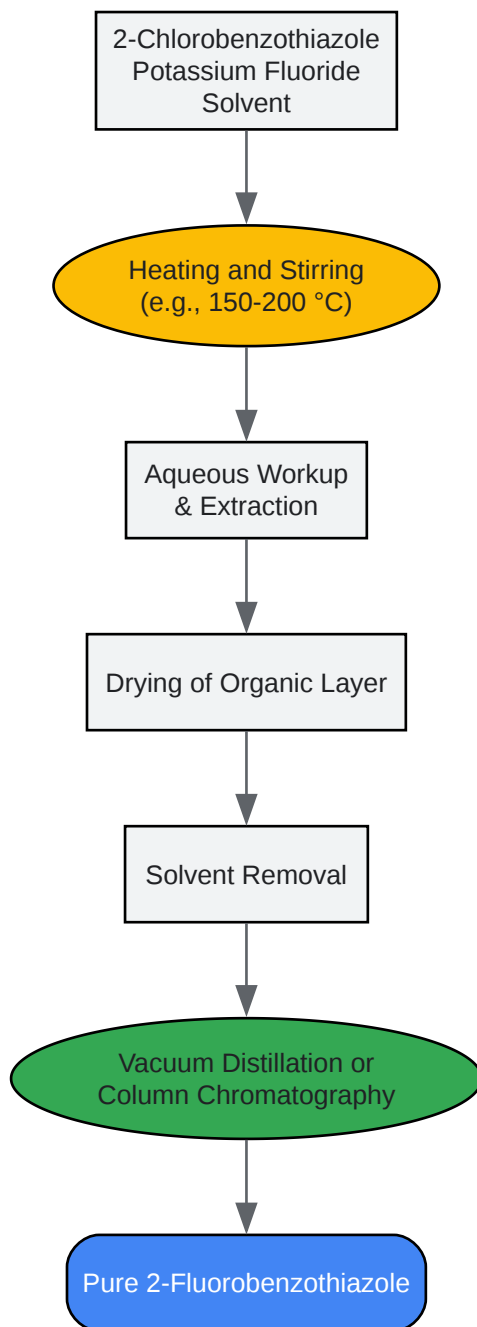 2-Chlorobenzothiazole
Potassium Fluoride
Solvent
Heating and Stirring
(e.g., 150-200 °C)
Aqueous Workup
& Extraction
Drying of Organic Layer
Solvent Removal
Vacuum Distillation or
Column Chromatography
Pure 2-Fluorobenzothiazole